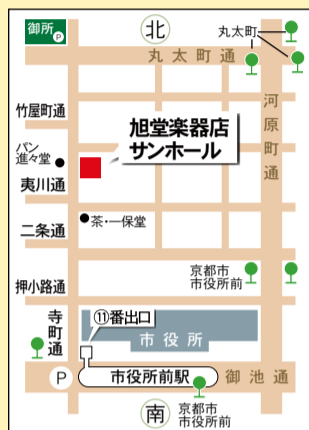 御所
P
北
丸太町
丸太町通
竹屋町通
河原町通
旭堂楽器店
サンホール
パン
進々堂
夷川通
茶・一保堂
二条通
京都市
市役所前
押小路通
寺町通
⑪番出口
市役所
P
市役所前駅
御池通
南
京都市
市役所前